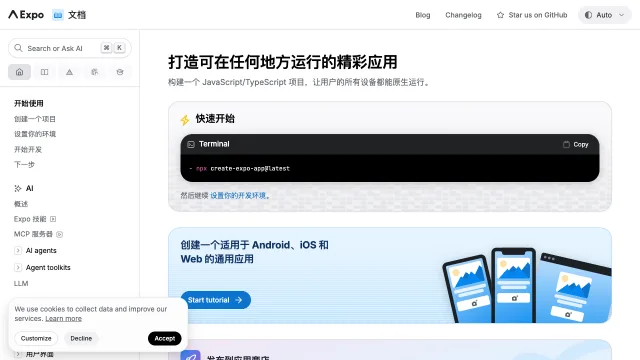 Expo 文档
Blog
Changelog
Star us on GitHub
Auto
Search or Ask AI
⌘ K
开始使用
创建一个项目
设置你的环境
开始开发
下一步
AI
概述
Expo 技能
MCP 服务器
AI agents
Agent toolkits
LLM
用户界面
打造可在任何地方运行的精彩应用
构建一个 JavaScript/TypeScript 项目，让用户的所有设备都能原生运行。
快速开始
Terminal
Copy
- npx create-expo-app@latest
然后继续 设置你的开发环境。
创建一个适用于 Android、iOS 和
Web 的通用应用
Start tutorial
We use cookies to collect data and improve our
services. Learn more
Customize
Decline
Accept